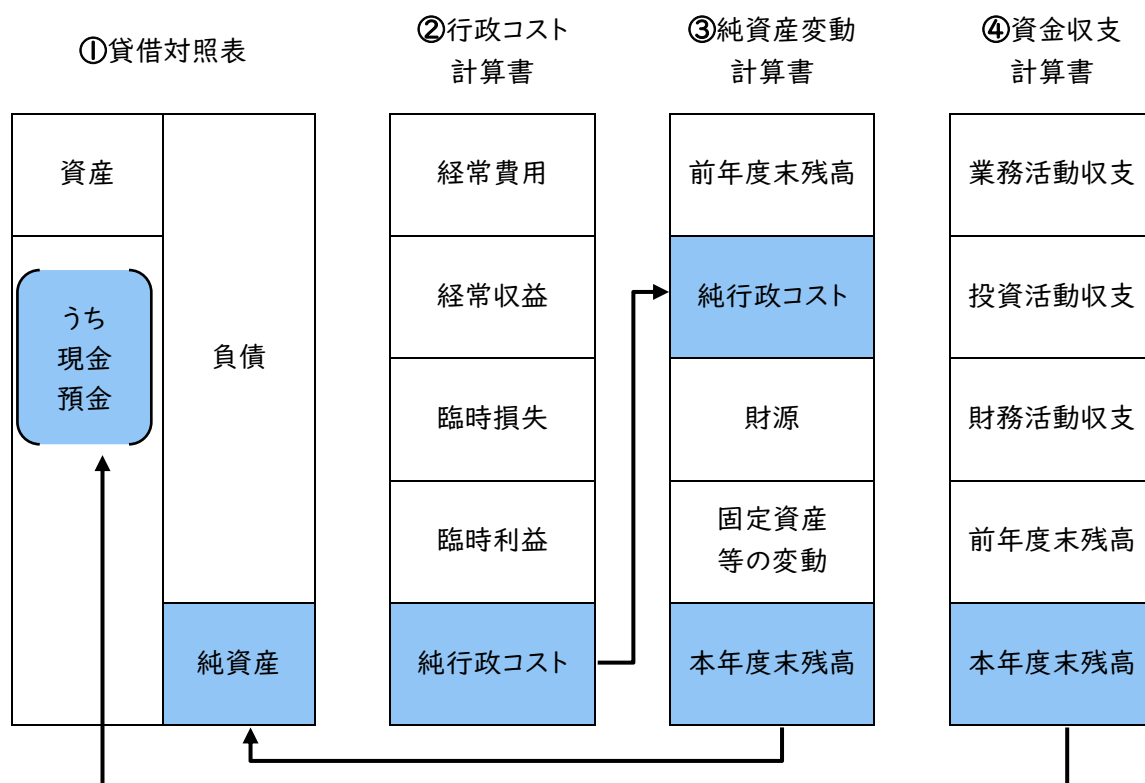 ①貸借対照表
資産
うち
現金
預金
負債
純資産
②行政コスト
計算書
経常費用
経常収益
臨時損失
臨時利益
純行政コスト
③純資産変動
計算書
前年度末残高
純行政コスト
財源
固定資産
等の変動
本年度末残高
④資金収支
計算書
業務活動収支
投資活動収支
財務活動収支
前年度末残高
本年度末残高